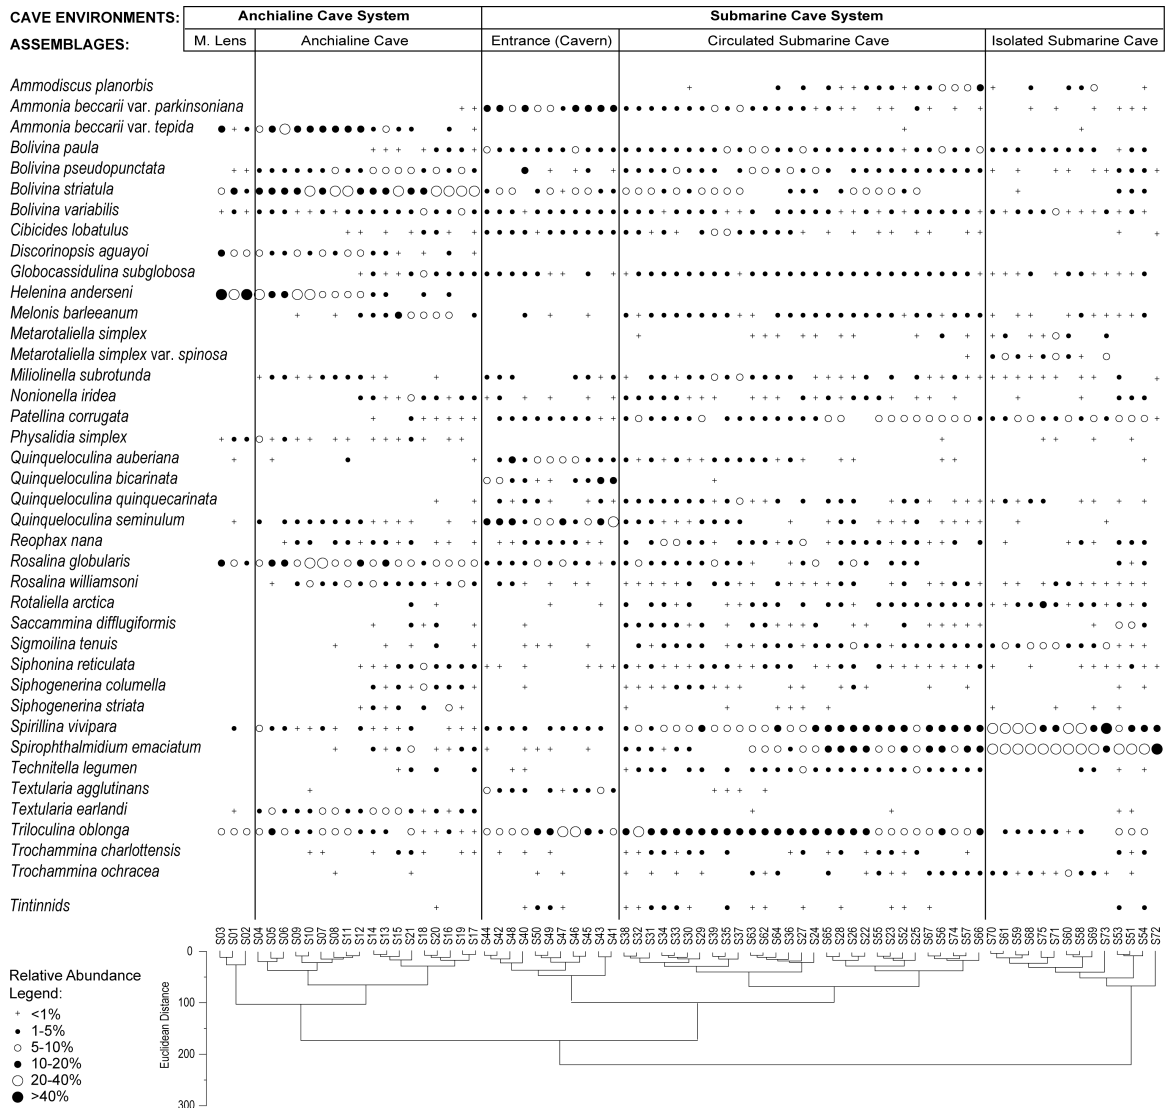 CAVE ENVIRONMENTS: Anchialine Cave System Submarine Cave System
ASSEMBLAGES: M. Lens Anchialine Cave Entrance (Cavern) Circulated Submarine Cave Isolated Submarine Cave
Ammodiscus planorbis
Ammonia beccarii var. parkinsoniana
Ammonia beccarii var. tepida
Bolivina paula
Bolivina pseudopunctata
Bolivina striatula
Bolivina variabilis
Cibicides lobatulus
Discorinopsis aguayoi
Globocassidulina subglobosa
Helenina anderseni
Melonis barleeanum
Metarotaliella simplex
Metarotaliella simplex var. spinosa
Miliolinella subrotunda
Nonionella iridea
Patellina corrugata
Physalidia simplex
Quinqueloculina auberiana
Quinqueloculina bicarinata
Quinqueloculina quinquecarinata
Quinqueloculina seminulum
Reophax nana
Rosalina globularis
Rosalina williamsoni
Rotaliella arctica
Saccammina difflugiformis
Sigmoilina tenuis
Siphonina reticulata
Siphogenerina columella
Siphogenerina striata
Spirillina vivipara
Spirophthalmidium emaciatum
Technitella legumen
Textularia agglutinans
Textularia earlandi
Triloculina oblonga
Trochammina charlottensis
Trochammina ochracea
Tintinnids
S03 S01 S02 S04 S05 S06 S09 S10 S07 S08 S11 S12 S14 S13 S15 S21 S18 S20 S16 S19 S17 S44 S42 S48 S40 S50 S49 S47 S46 S45 S43 S41 S38 S32 S31 S34 S33 S30 S29 S39 S35 S37 S63 S62 S64 S36 S27 S24 S65 S28 S26 S22 S55 S23 S52 S25 S67 S56 S74 S57 S66 S70 S61 S59 S68 S75 S71 S60 S58 S69 S73 S53 S51 S54 S72
0
100
200
300
Euclidean Distance
Relative Abundance
Legend:
+ <1%
• 1-5%
○ 5-10%
● 10-20%
○ 20-40%
● >40%